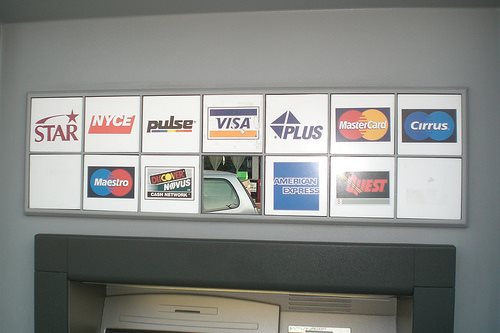 STAR
NYCE
pulse
VISA
PLUS
MasterCard
Cirrus
Maestro
DISCOVER
NOVUS
CASH NETWORK
AMERICAN
EXPRESS
QUEST